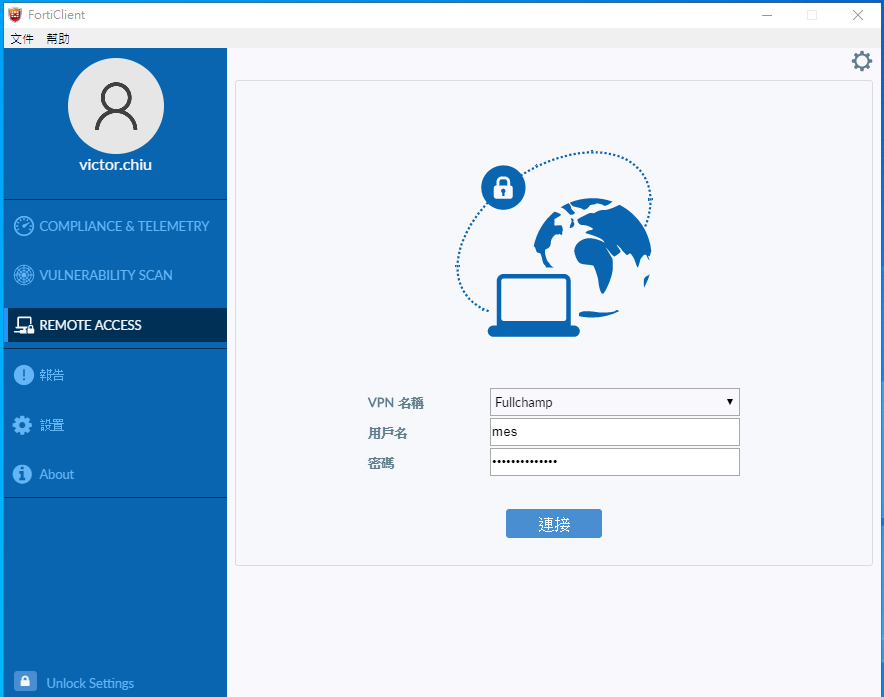 FortiClient
文件 幫助
victor.chiu
COMPLIANCE & TELEMETRY
VULNERABILITY SCAN
REMOTE ACCESS
報告
設置
About
Unlock Settings
VPN 名稱 Fullchamp
用戶名 mes
密碼 ••••••••••••••
連接